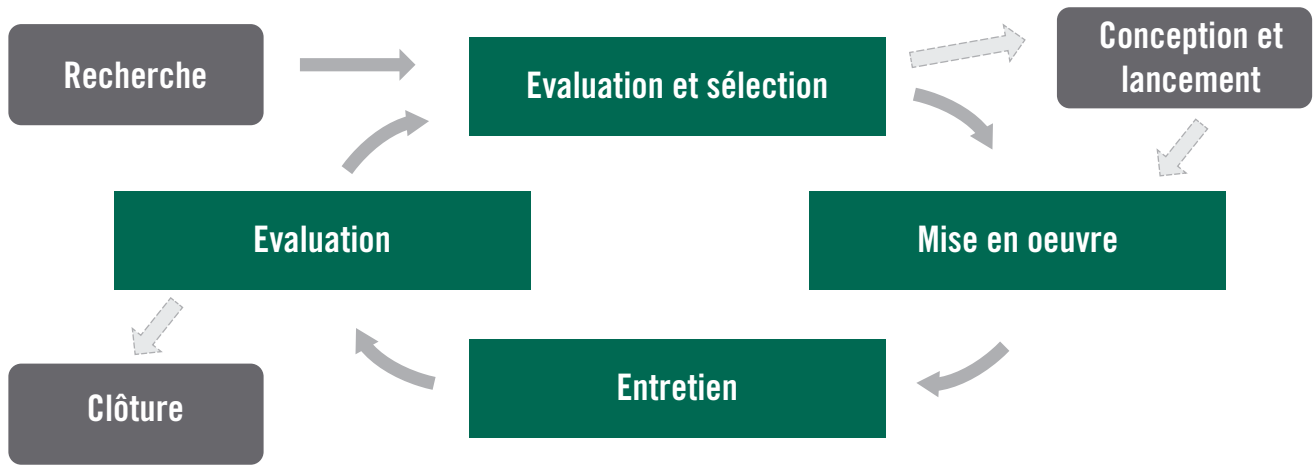 Recherche
Evaluation et sélection
Conception et
lancement
Evaluation
Mise en oeuvre
Clôture
Entretien